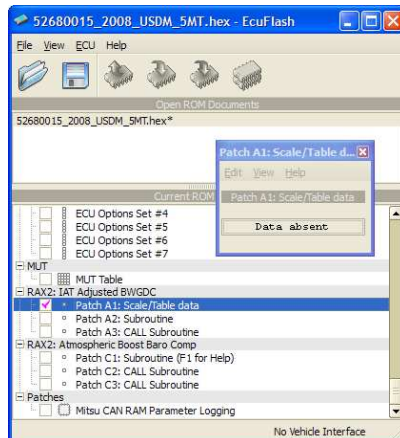 52680015_2008_USDM_5MT.hex - EcuFlash
File View ECU Help
Open ROM Documents
52680015_2008_USDM_5MT.hex*
Patch A1: Scale/Table d...
Edit View Help
Patch A1: Scale/Table data
Data absent
Current ROM
ECU Options Set #4
ECU Options Set #5
ECU Options Set #6
ECU Options Set #7
MUT
MUT Table
RAX2: IAT Adjusted BWGDC
Patch A1: Scale/Table data
Patch A2: Subroutine
Patch A3: CALL Subroutine
RAX2: Atmospheric Boost Baro Comp
Patch C1: Subroutine (F1 for Help)
Patch C2: CALL Subroutine
Patch C3: CALL Subroutine
Patches
Mitsu CAN RAM Parameter Logging
No Vehicle Interface